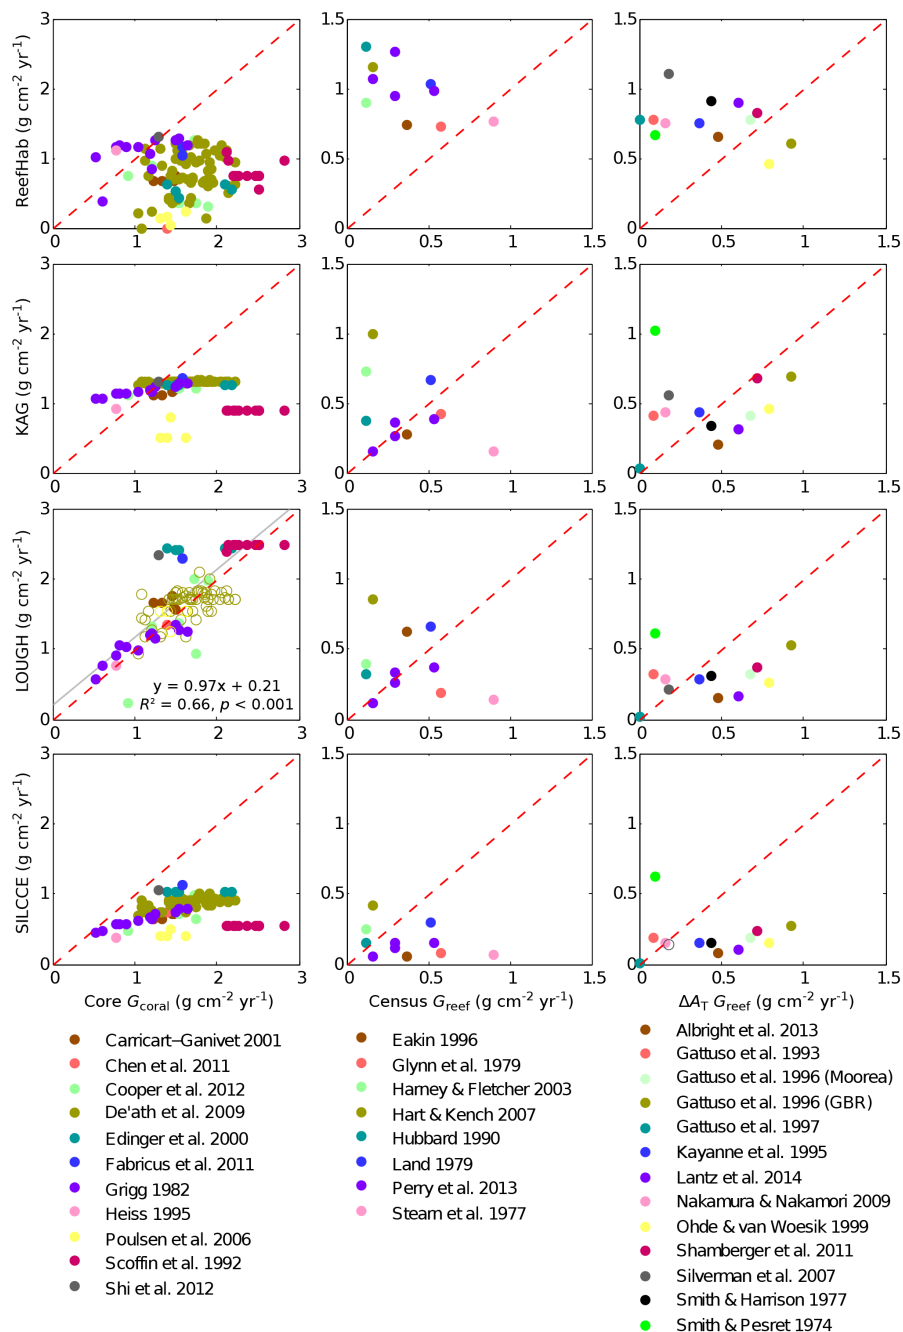 ReefHab (g cm-2 yr-1)
3
2
1
0
0 1 2 3
1.5
1
0.5
0
0 0.5 1 1.5
1.5
1
0.5
0
0 0.5 1 1.5
KAG (g cm-2 yr-1)
3
2
1
0
0 1 2 3
1.5
1
0.5
0
0 0.5 1 1.5
1.5
1
0.5
0
0 0.5 1 1.5
LOUGH (g cm-2 yr-1)
3
2
1
0
y = 0.97x + 0.21
R² = 0.66, p < 0.001
0 1 2 3
1.5
1
0.5
0
0 0.5 1 1.5
1.5
1
0.5
0
0 0.5 1 1.5
SILCCE (g cm-2 yr-1)
3
2
1
0
0 1 2 3
Core Gcoral (g cm-2 yr-1)
1.5
1
0.5
0
0 0.5 1 1.5
Census Greef (g cm-2 yr-1)
1.5
1
0.5
0
0 0.5 1 1.5
ΔAT Greef (g cm-2 yr-1)
Carricart–Ganivet 2001
Chen et al. 2011
Cooper et al. 2012
De'ath et al. 2009
Edinger et al. 2000
Fabricus et al. 2011
Grigg 1982
Heiss 1995
Poulsen et al. 2006
Scoffin et al. 1992
Shi et al. 2012
Eakin 1996
Glynn et al. 1979
Harney & Fletcher 2003
Hart & Kench 2007
Hubbard 1990
Land 1979
Perry et al. 2013
Stearn et al. 1977
Albright et al. 2013
Gattuso et al. 1993
Gattuso et al. 1996 (Moorea)
Gattuso et al. 1996 (GBR)
Gattuso et al. 1997
Kayanne et al. 1995
Lantz et al. 2014
Nakamura & Nakamori 2009
Ohde & van Woesik 1999
Shamberger et al. 2011
Silverman et al. 2007
Smith & Harrison 1977
Smith & Pesret 1974